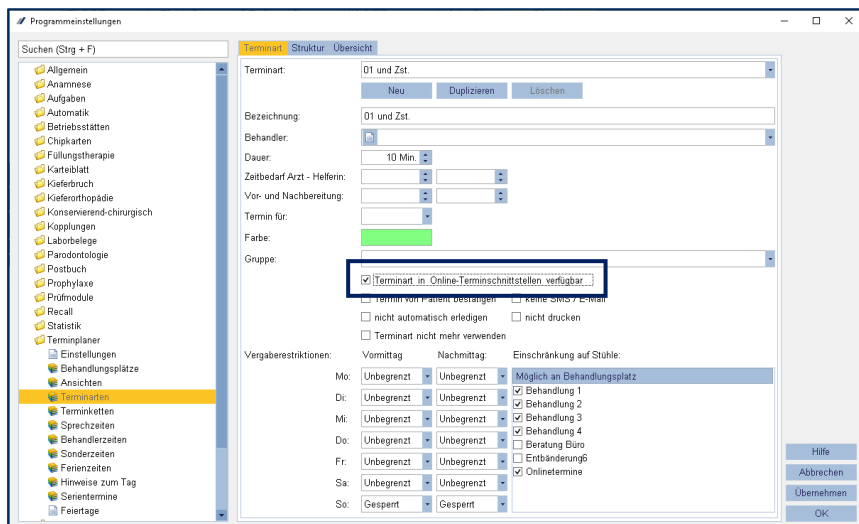 Programmeinstellungen
Suchen (Strg + F)
Allgemein
Anamnese
Aufgaben
Automatik
Betriebsstätten
Chipkarten
Füllungstherapie
Karteiblatt
Kieferbruch
Kieferorthopädie
Konservierend-chirurgisch
Kopplungen
Laborbelege
Parodontologie
Postbuch
Prophylaxe
Prüfmodule
Recall
Statistik
Terminplaner
Einstellungen
Behandlungsplätze
Ansichten
Terminarten
Terminketten
Sprechzeiten
Behandlerzeiten
Sonderzeiten
Ferienzeiten
Hinweise zum Tag
Serientermine
Feiertage
Terminart Struktur Übersicht
Terminart: 01 und Zst.
Neu Duplizieren Löschen
Bezeichnung: 01 und Zst.
Behandler:
Dauer: 10 Min.
Zeitbedarf Arzt - Helferin:
Vor- und Nachbereitung:
Termin für:
Farbe:
Gruppe:
Terminart in Online-Terminschnittstellen verfügbar
Termin von Patient bestätigen keine SMS / E-Mail
nicht automatisch erledigen nicht drucken
Terminart nicht mehr verwenden
Vergaberestriktionen: Vormittag Nachmittag: Einschränkung auf Stühle:
Mo: Unbegrenzt Unbegrenzt Möglich an Behandlungsplatz
Di: Unbegrenzt Unbegrenzt Behandlung 1
Behandlung 2
Mi: Unbegrenzt Unbegrenzt Behandlung 3
Behandlung 4
Do: Unbegrenzt Unbegrenzt Beratung Büro
Fr: Unbegrenzt Unbegrenzt Entbänderung6
Onlinetermine
Sa: Unbegrenzt Unbegrenzt
So: Gesperrt Gesperrt
Hilfe
Abbrechen
Übernehmen
OK